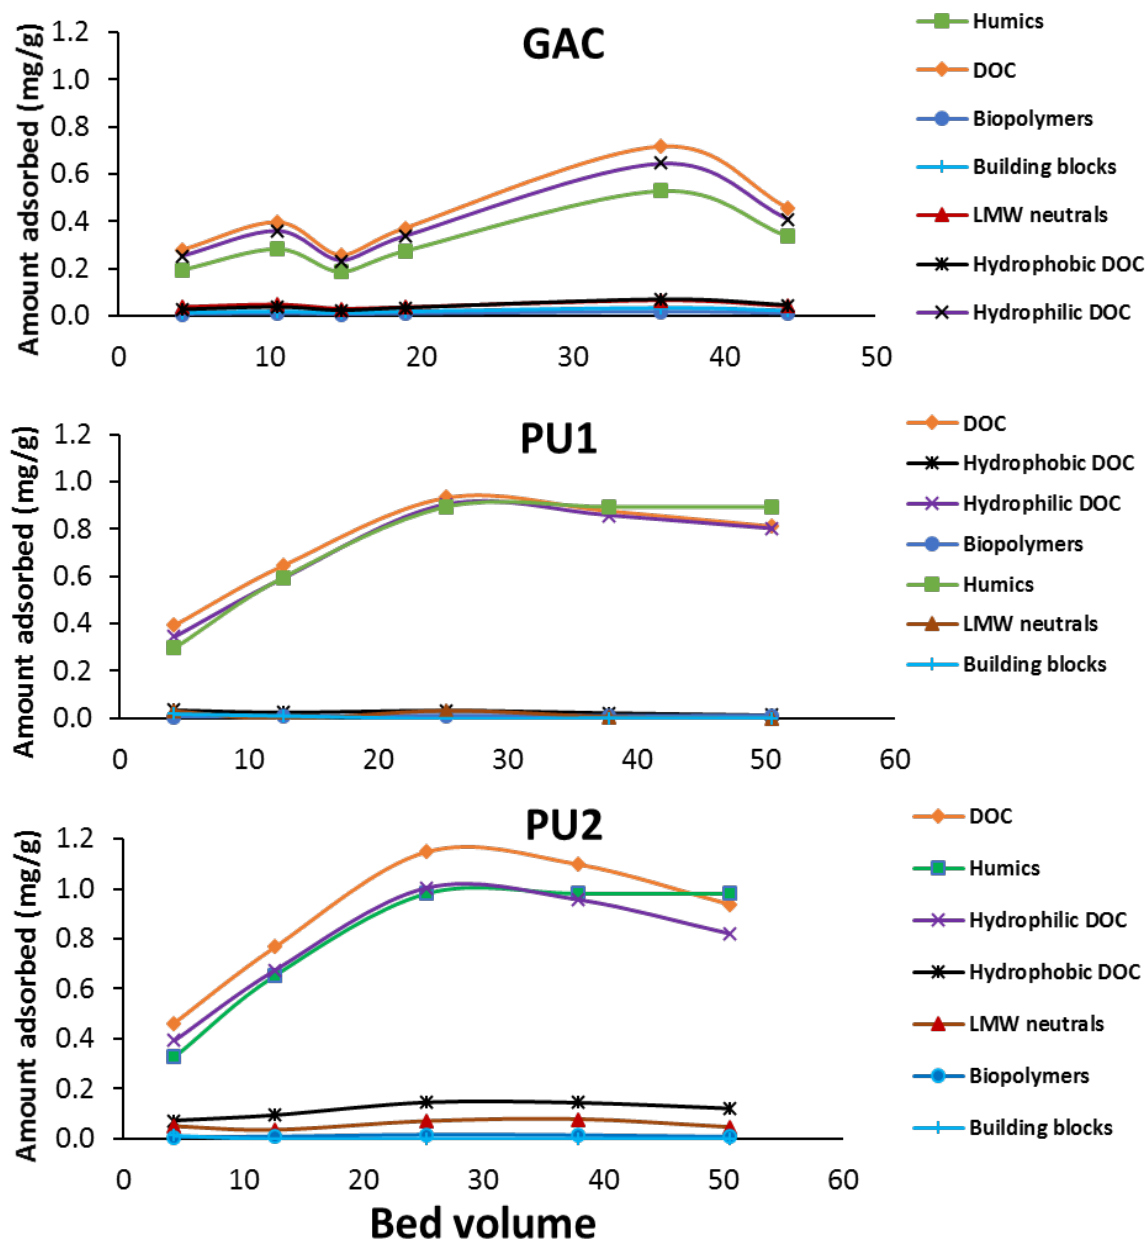 GAC
Amount adsorbed (mg/g)
1.2
1.0
0.8
0.6
0.4
0.2
0.0
0 10 20 30 40 50
Humics
DOC
Biopolymers
Building blocks
LMW neutrals
Hydrophobic DOC
Hydrophilic DOC
PU1
Amount adsorbed (mg/g)
1.2
1.0
0.8
0.6
0.4
0.2
0.0
0 10 20 30 40 50 60
DOC
Hydrophobic DOC
Hydrophilic DOC
Biopolymers
Humics
LMW neutrals
Building blocks
PU2
Amount adsorbed (mg/g)
1.2
1.0
0.8
0.6
0.4
0.2
0.0
0 10 20 30 40 50 60
Bed volume
DOC
Humics
Hydrophilic DOC
Hydrophobic DOC
LMW neutrals
Biopolymers
Building blocks